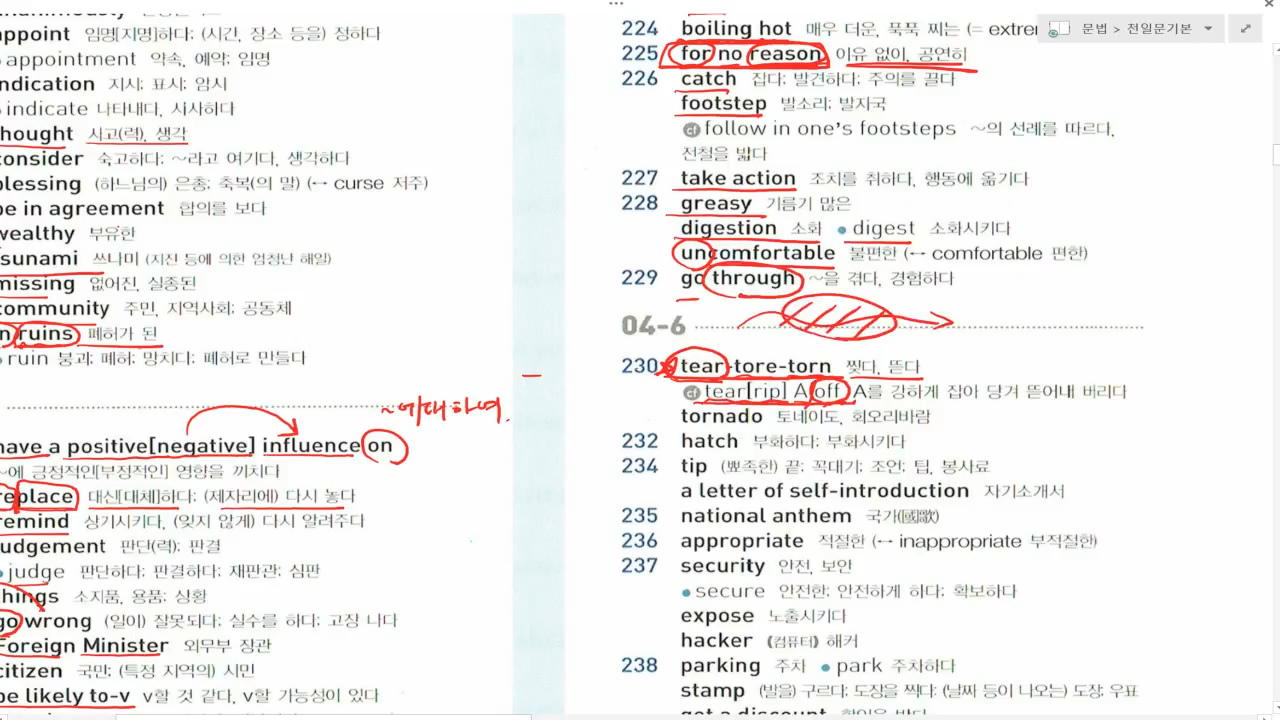 appoint 임명[지명]하다; (시간, 장소 등을) 정하다
appointment 약속, 예약; 임명
ndication 지시; 표시; 암시
indicate 나타내다, 시사하다
hought 사고(력), 생각
consider 숙고하다; ~라고 여기다, 생각하다
blessing (하느님의) 은총; 축복(의 말) (↔ curse 저주)
be in agreement 합의를 보다
wealthy 부유한
sunami 쓰나미 (지진 등에 의한 엄청난 해일)
missing 없어진, 실종된
community 주민, 지역사회; 공동체
n ruins 폐허가 된
ruin 붕괴; 폐허; 망치다; 폐허로 만들다
have a positive[negative] influence on
~에 긍정적인[부정적인] 영향을 끼치다
replace 대신[대체]하다; (제자리에) 다시 놓다
remind 상기시키다, (잊지 않게) 다시 알려주다
udgement 판단(력); 판결
judge 판단하다; 판결하다; 재판관; 심판
hings 소지품, 용품; 상황
go wrong (일이) 잘못되다; 실수를 하다; 고장 나다
Foreign Minister 외무부 장관
citizen 국민; (특정 지역의) 시민
be likely to-v v할 것 같다, v할 가능성이 있다
문법 > 전일문기본
224 boiling hot 매우 더운, 푹푹 찌는 (= extrem
225 for no reason 이유 없이, 공연히
226 catch 잡다; 발견하다; 주의를 끌다
footstep 발소리; 발자국
cf follow in one's footsteps ~의 선례를 따르다,
전철을 밟다
227 take action 조치를 취하다, 행동에 옮기다
228 greasy 기름기 많은
digestion 소화 • digest 소화시키다
uncomfortable 불편한 (↔ comfortable 편한)
229 go through ~을 겪다, 경험하다
04-6
230 tear-tore-torn 찢다, 뜯다
cf tear[rip] A off A를 강하게 잡아 당겨 뜯어내 버리다
tornado 토네이도, 회오리바람
232 hatch 부화하다; 부화시키다
234 tip (뾰족한) 끝; 꼭대기; 조언; 팁, 봉사료
a letter of self-introduction 자기소개서
235 national anthem 국가(國歌)
236 appropriate 적절한 (↔ inappropriate 부적절한)
237 security 안전, 보안
• secure 안전한; 안전하게 하다; 확보하다
expose 노출시키다
hacker 《컴퓨터》 해커
238 parking 주차 • park 주차하다
stamp (발을) 구르다; 도장을 찍다; (날짜 등이 나오는) 도장; 우표